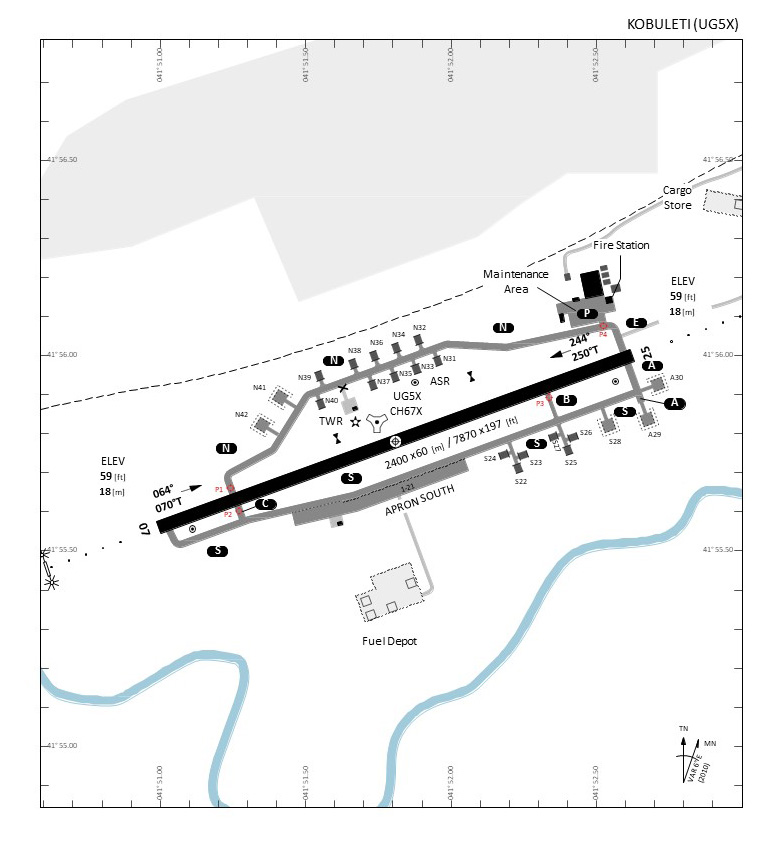 KOBULETI (UG5X)
041° 51.00
041° 51.50
041° 52.00
041° 52.50
41° 56.50
41° 56.50
Cargo
Store
Fire Station
Maintenance
Area
ELEV
59 [ft]
18 [m]
P
E
P4
N
244°
250°T
25
N32
N34
N36
N38
N
N31
N33
N35
N37
N39
N40
N41
N42
41° 56.00
41° 56.00
A
A30
ASR
UG5X
CH67X
TWR
P3
B
A
A29
S
S28
S26
S27
S25
S
S24
S23
S22
2400 x 60 [m] / 7870 x 197 [ft]
N
ELEV
59 [ft]
18 [m]
064°
070°T
S
P1
P2
C
1-21
APRON SOUTH
07
S
41° 55.50
41° 55.50
Fuel Depot
41° 55.00
TN
MN
VAR 6°E
(2010)
041° 51.00
041° 51.50
041° 52.00
041° 52.50